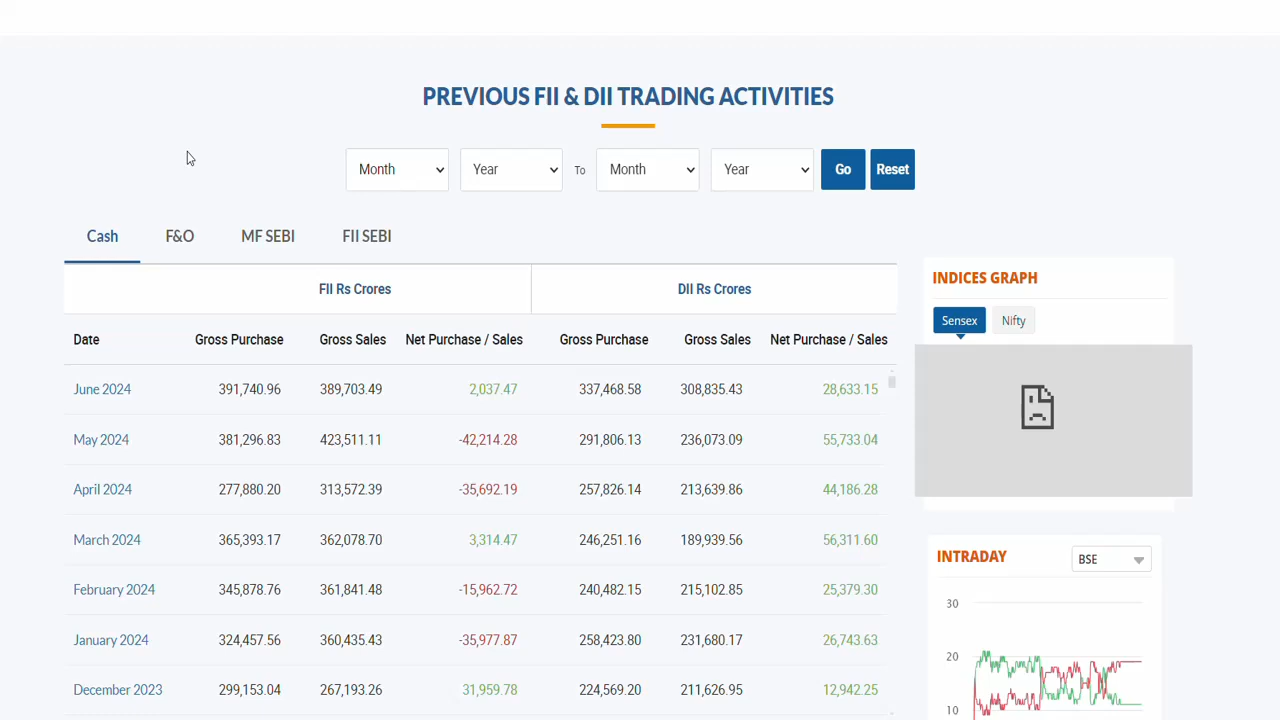 PREVIOUS FII & DII TRADING ACTIVITIES
Month Year To Month Year Go Reset
Cash F&O MF SEBI FII SEBI
FII Rs Crores DII Rs Crores
Date Gross Purchase Gross Sales Net Purchase / Sales Gross Purchase Gross Sales Net Purchase / Sales
June 2024 391,740.96 389,703.49 2,037.47 337,468.58 308,835.43 28,633.15
May 2024 381,296.83 423,511.11 -42,214.28 291,806.13 236,073.09 55,733.04
April 2024 277,880.20 313,572.39 -35,692.19 257,826.14 213,639.86 44,186.28
March 2024 365,393.17 362,078.70 3,314.47 246,251.16 189,939.56 56,311.60
February 2024 345,878.76 361,841.48 -15,962.72 240,482.15 215,102.85 25,379.30
January 2024 324,457.56 360,435.43 -35,977.87 258,423.80 231,680.17 26,743.63
December 2023 299,153.04 267,193.26 31,959.78 224,569.20 211,626.95 12,942.25
INDICES GRAPH
Sensex Nifty
INTRADAY BSE
30
20
10